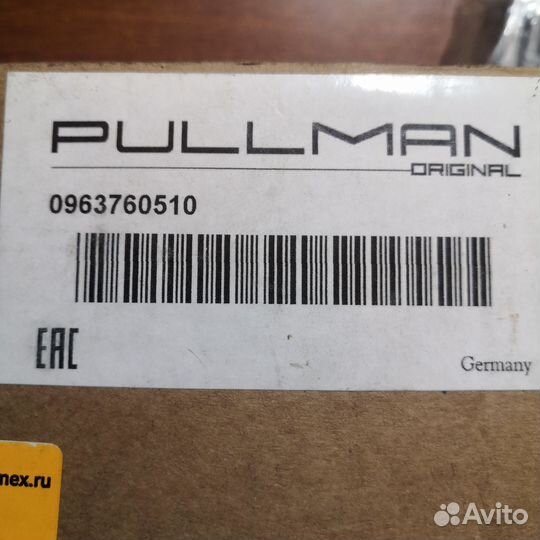 PULLMAN
ORIGINAL
0963760510
EAC
Germany
mex.ru
Avito